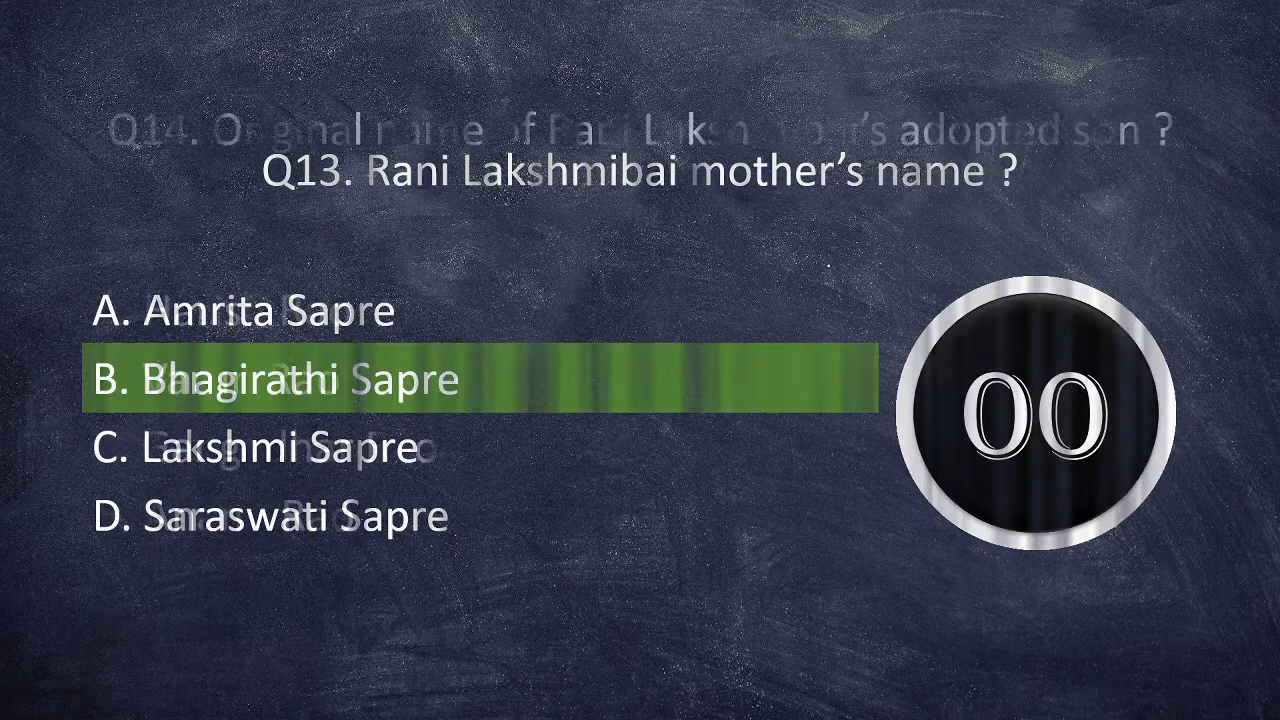 Q14. Original name of Rani Lakshmibai's adopted son ?
Q13. Rani Lakshmibai mother’s name ?
A. Amrita Sapre
B. Bhagirathi Sapre
C. Lakshmi Sapre
D. Saraswati Sapre
00